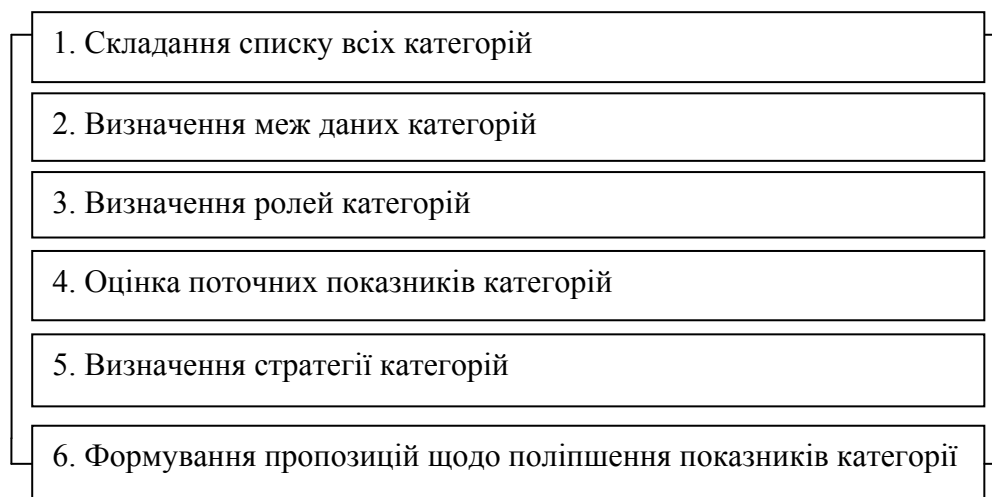 1. Складання списку всіх категорій
2. Визначення меж даних категорій
3. Визначення ролей категорій
4. Оцінка поточних показників категорій
5. Визначення стратегії категорій
6. Формування пропозицій щодо поліпшення показників категорії